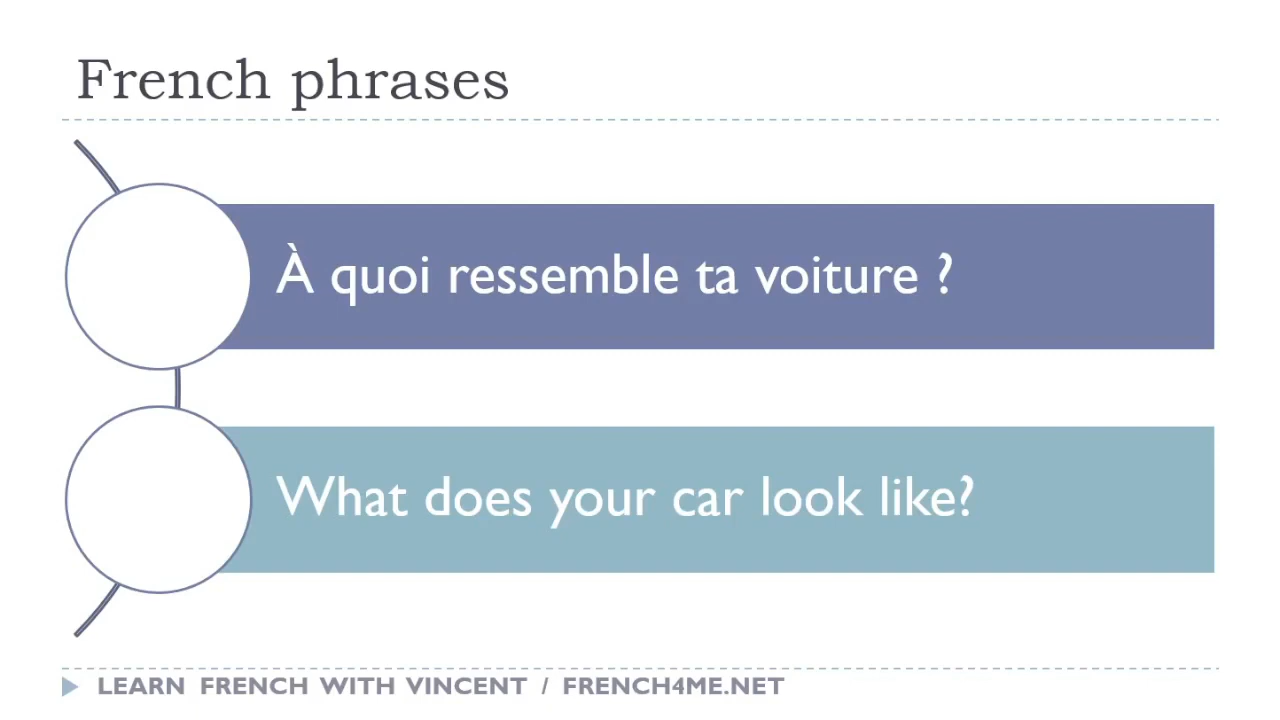 French phrases
À quoi ressemble ta voiture ?
What does your car look like?
LEARN FRENCH WITH VINCENT / FRENCH4ME.NET